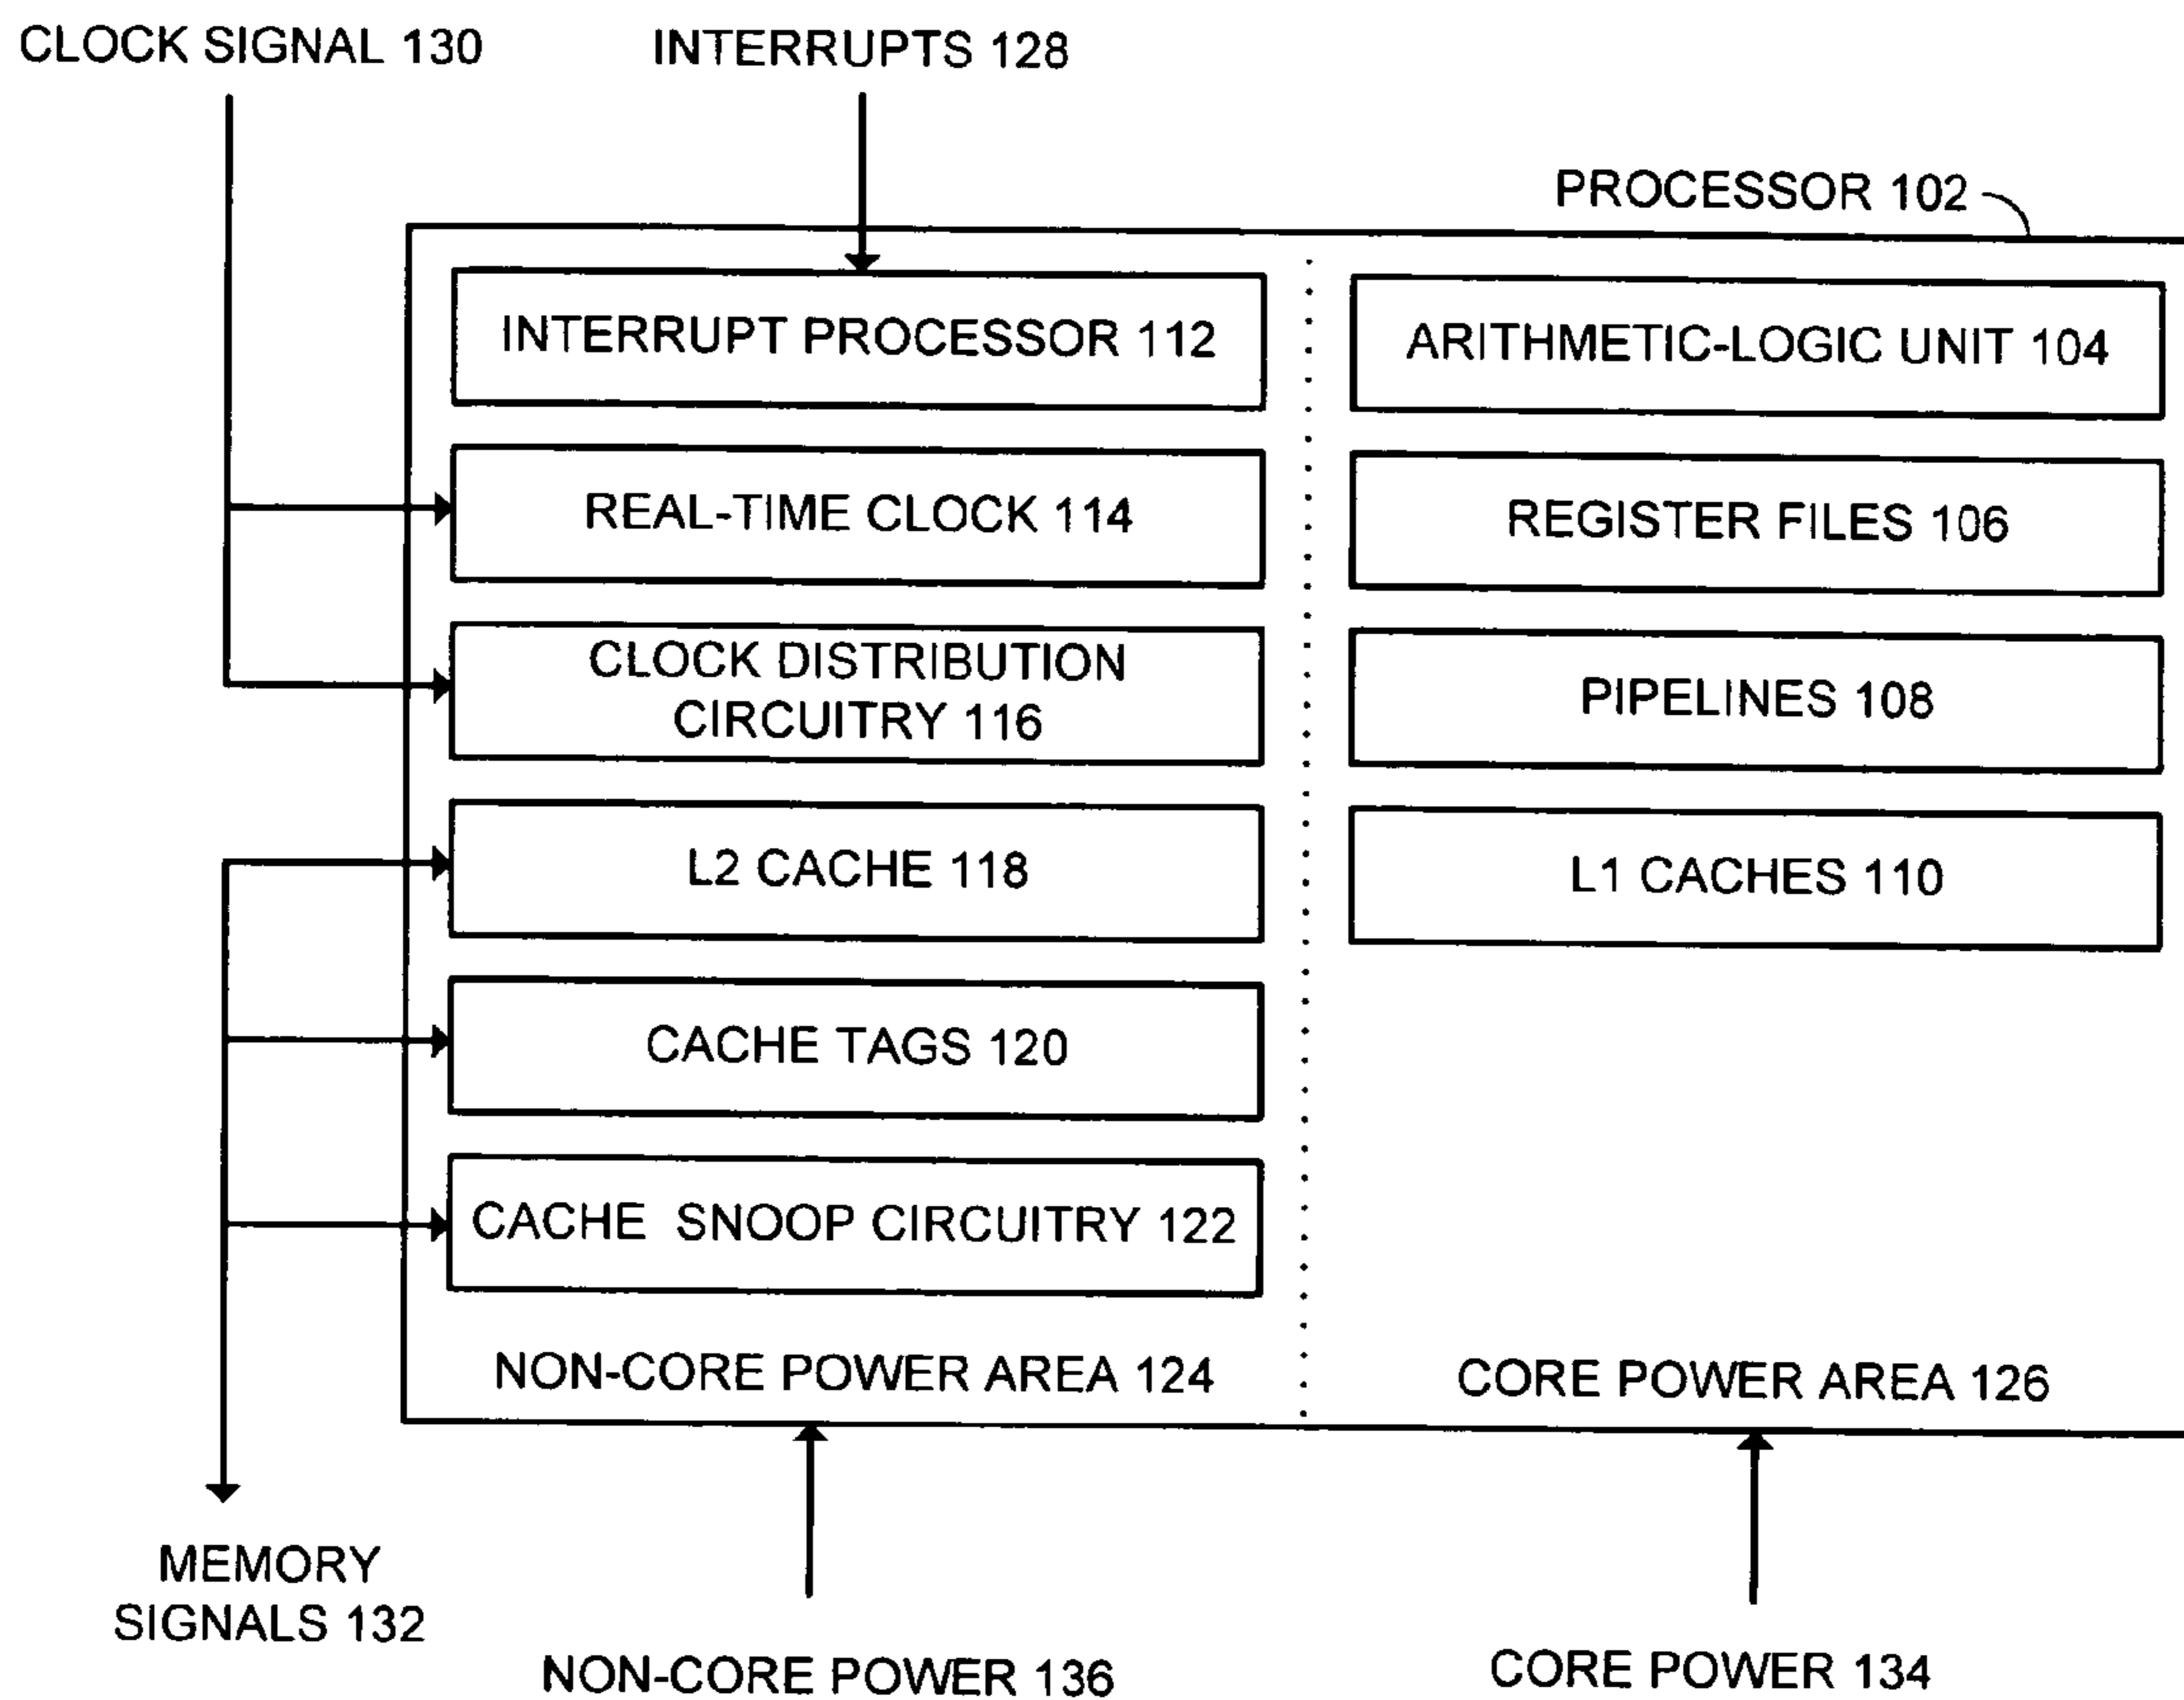 CLOCK SIGNAL 130
INTERRUPTS 128
PROCESSOR 102
INTERRUPT PROCESSOR 112
ARITHMETIC-LOGIC UNIT 104
REAL-TIME CLOCK 114
REGISTER FILES 106
CLOCK DISTRIBUTION
CIRCUITRY 116
PIPELINES 108
L2 CACHE 118
L1 CACHES 110
CACHE TAGS 120
CACHE SNOOP CIRCUITRY 122
NON-CORE POWER AREA 124
CORE POWER AREA 126
MEMORY
SIGNALS 132
NON-CORE POWER 136
CORE POWER 134